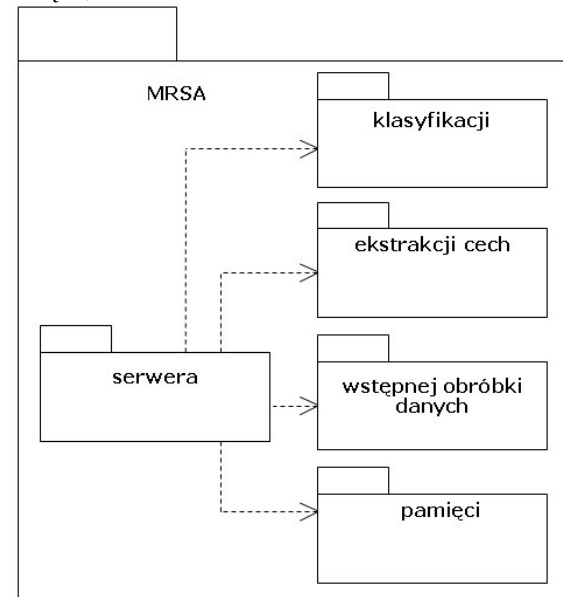 MRSA
klasyfikacji
ekstrakcji cech
serwera
wstępnej obróbki
danych
pamięci